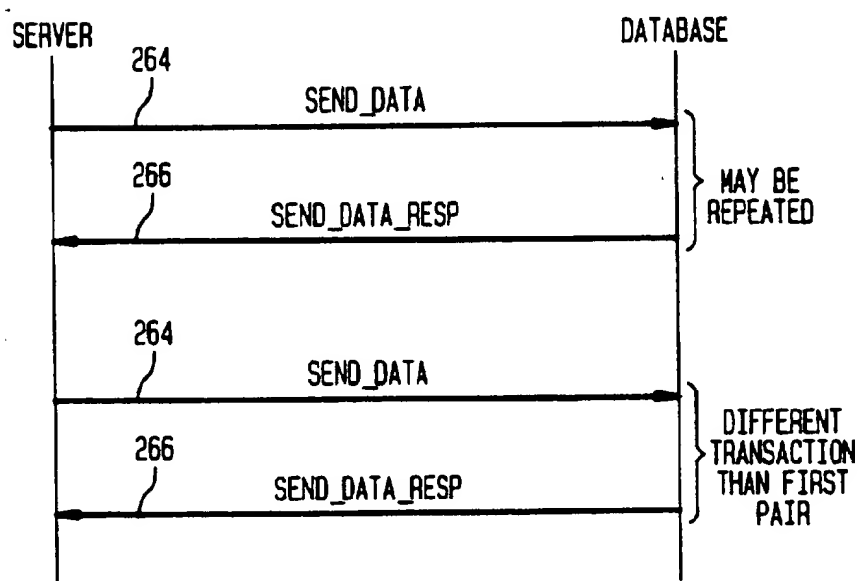 SERVER
DATABASE
264
SEND_DATA
266
SEND_DATA_RESP
MAY BE
REPEATED
264
SEND_DATA
266
SEND_DATA_RESP
DIFFERENT
TRANSACTION
THAN FIRST
PAIR